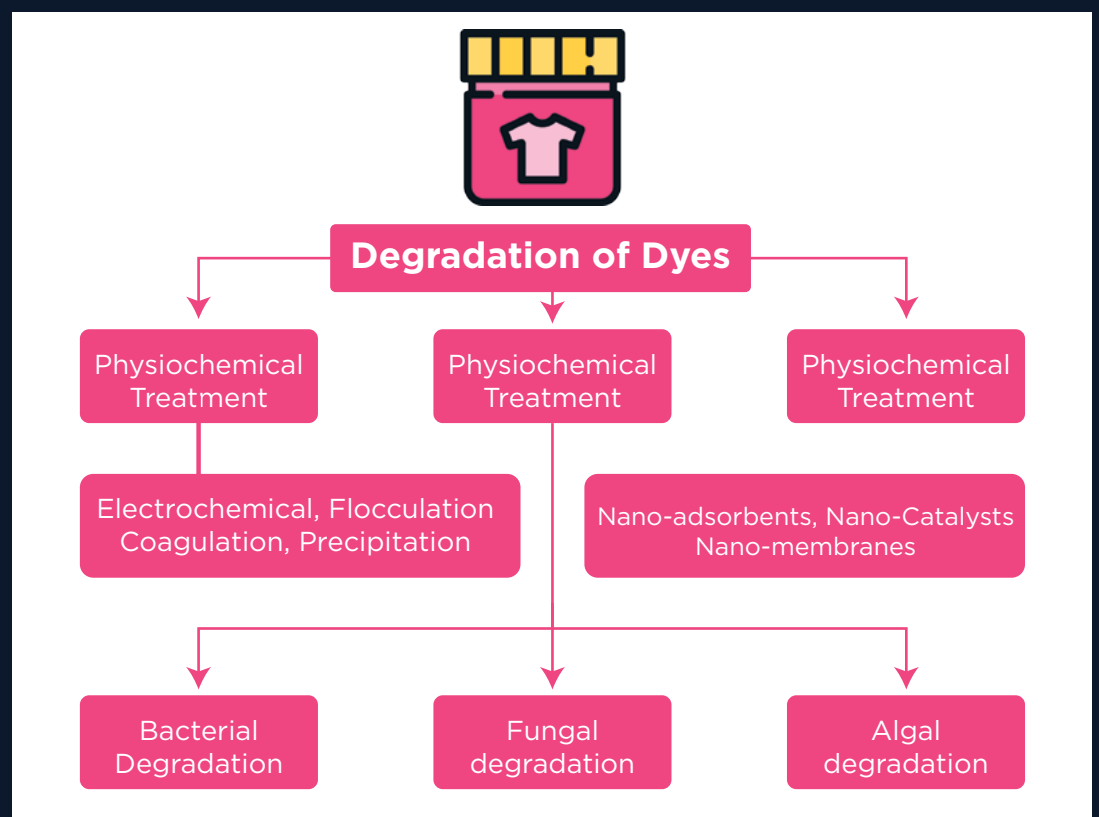 Degradation of Dyes
Physiochemical
Treatment
Physiochemical
Treatment
Physiochemical
Treatment
Electrochemical, Flocculation
Coagulation, Precipitation
Nano-adsorbents, Nano-Catalysts
Nano-membranes
Bacterial
Degradation
Fungal
degradation
Algal
degradation